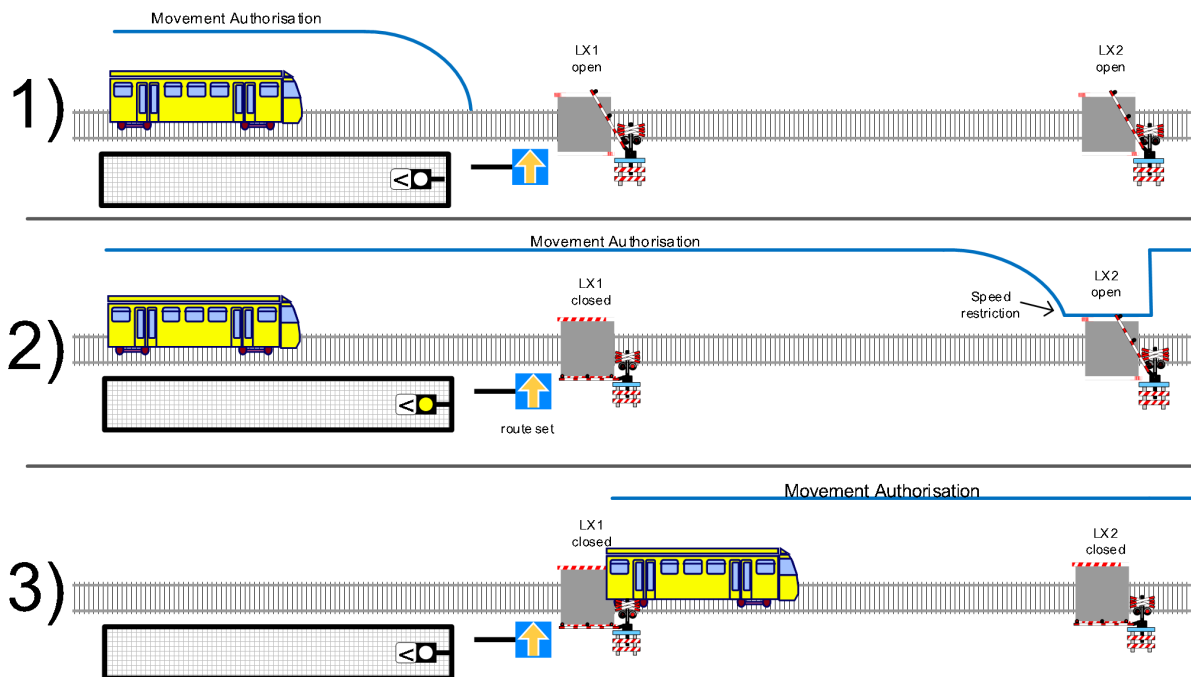 Movement Authorisation
LX1
open
LX2
open
1)
Movement Authorisation
LX1
closed
LX2
open
Speed
restriction
2)
route set
Movement Authorisation
LX1
closed
LX2
closed
3)